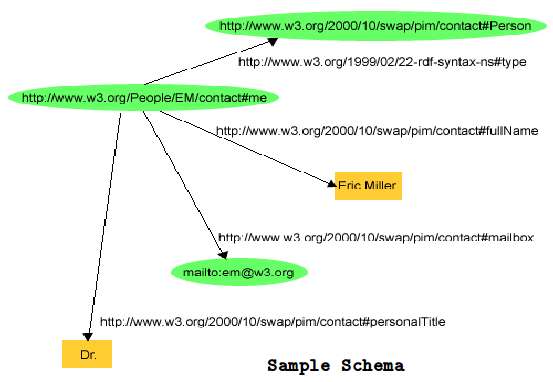 http://www.w3.org/2000/10/swap/pim/contact#Person
http://www.w3.org/1999/02/22-rdf-syntax-ns#type
http://www.w3.org/People/EM/contact#me
http://www.w3.org/2000/10/swap/pim/contact#fullName
Eric Miller
http://www.w3.org/2000/10/swap/pim/contact#mailbox
mailto:em@w3.org
http://www.w3.org/2000/10/swap/pim/contact#personalTitle
Dr.
Sample Schema